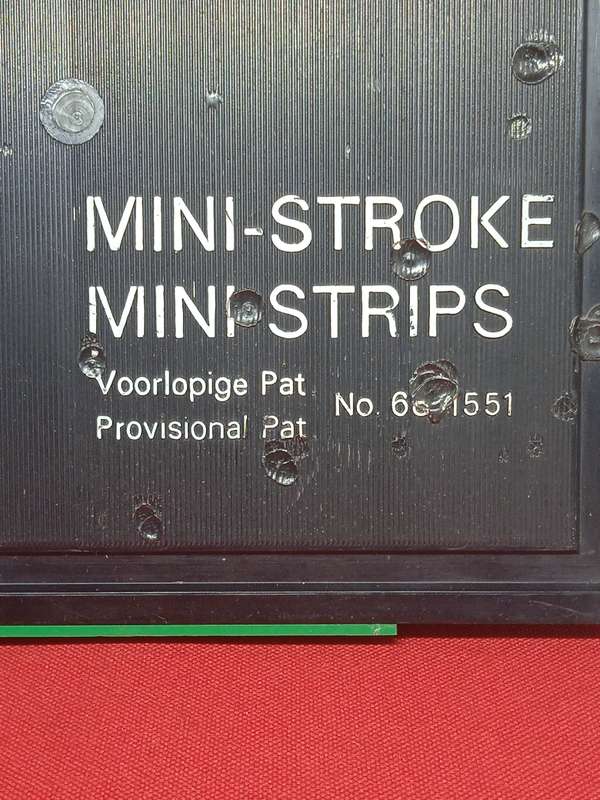 MINI-STROKE
MINI-STRIPS
Voorlopige Pat
Provisional Pat
No.